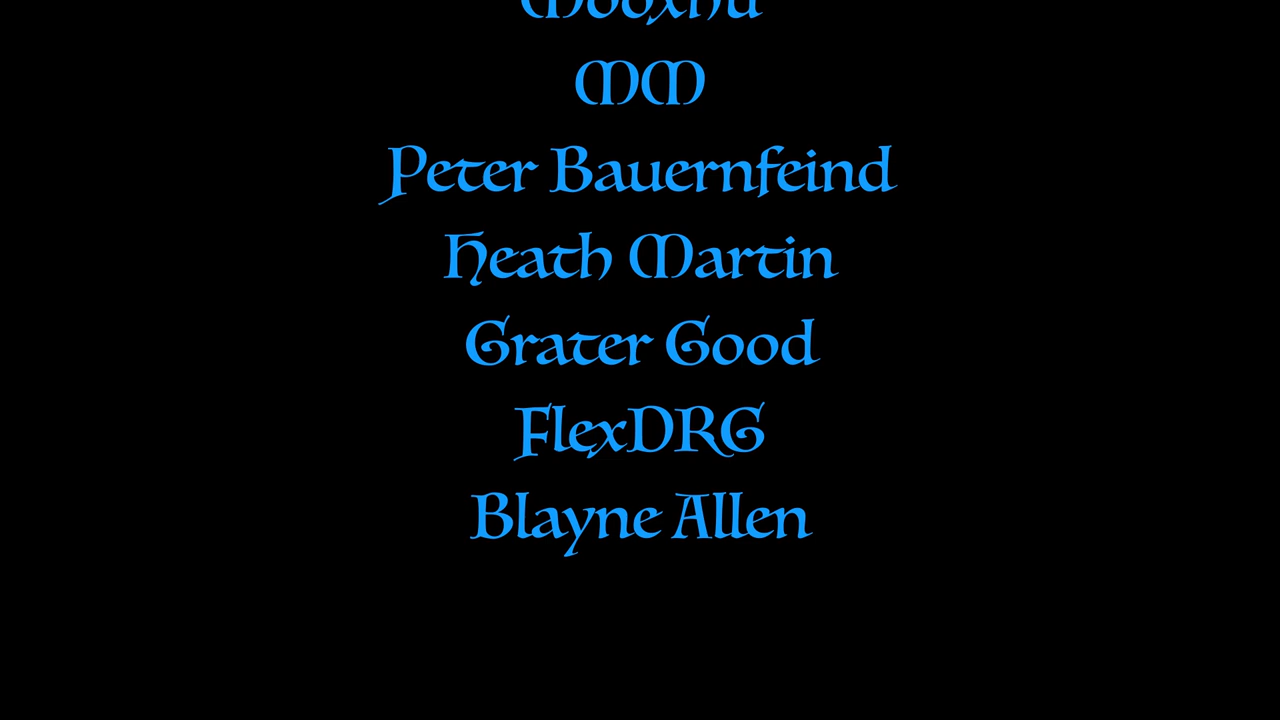 MM
Peter Bauernfeind
Heath Martin
Grater Good
FlexDRG
Blayne Allen